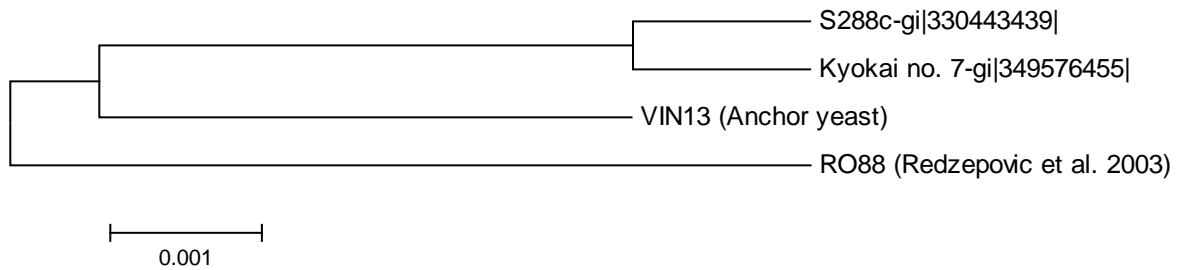 S288c-gi|330443439|
Kyokai no. 7-gi|349576455|
VIN13 (Anchor yeast)
RO88 (Redzepovic et al. 2003)
0.001